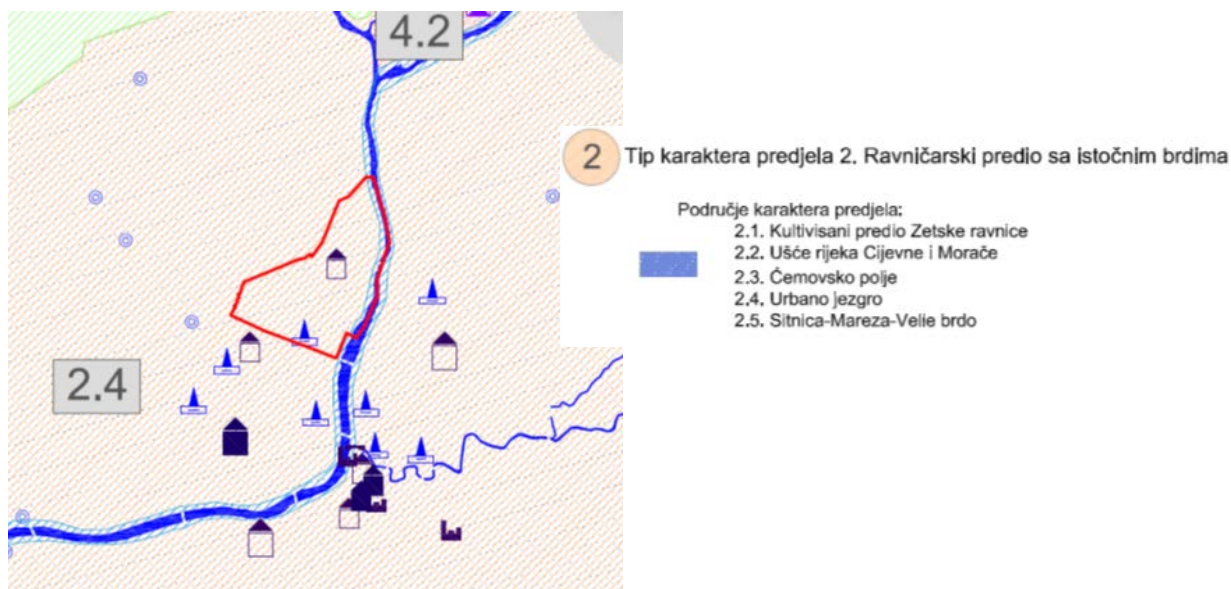 4.2
2.4
2 Tip karaktera predjela 2. Ravničarski predio sa istočnim brdima
Područje karaktera predjela:
2.1. Kultivisani predio Zetske ravnice
2.2. Ušće rijeka Cijevne i Morače
2.3. Ćemovsko polje
2.4. Urbano jezgro
2.5. Sitnica-Mareza-Velie brdo